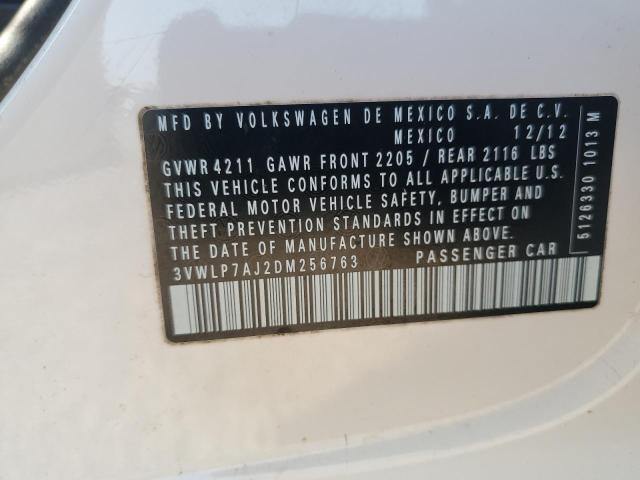 MFD BY VOLKSWAGEN DE MEXICO S.A. DE C.V.
MEXICO 12/12
GVWR 4211 GAWR FRONT 2205 / REAR 2116 LBS
THIS VEHICLE CONFORMS TO ALL APPLICABLE U.S.
FEDERAL MOTOR VEHICLE SAFETY, BUMPER AND
THEFT PREVENTION STANDARDS IN EFFECT ON
THE DATE OF MANUFACTURE SHOWN ABOVE.
3VWLP7AJ2DM256763 PASSENGER CAR
5126330 1013 M